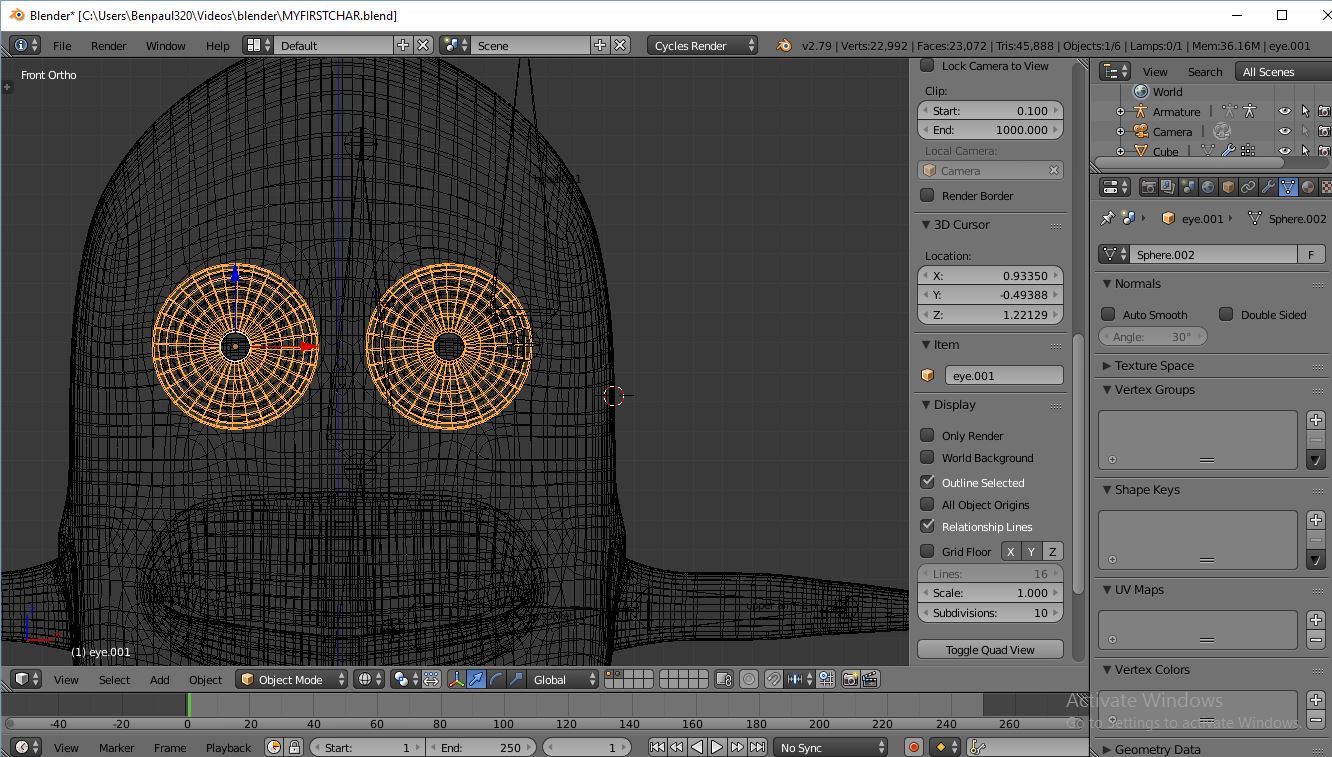 Blender* [C:\Users\Benpaul320\Videos\blender\MYFIRSTCHAR.blend]
File Render Window Help Default Scene Cycles Render v2.79 | Verts:22,992 | Faces:23,072 | Tris:45,888 | Objects:1/6 | Lamps:0/1 | Mem:36.16M | eye.001
Front Ortho
(1) eye.001
Lock Camera to View
Clip:
Start: 0.100
End: 1000.000
Local Camera:
Camera
Render Border
3D Cursor
Location:
X: 0.93350
Y: -0.49388
Z: 1.22129
Item
eye.001
Display
Only Render
World Background
Outline Selected
All Object Origins
Relationship Lines
Grid Floor X Y Z
Lines: 16
Scale: 1.000
Subdivisions: 10
Toggle Quad View
View Search All Scenes
World
Armature
Camera
Cube
eye.001 Sphere.002
Sphere.002 F
Normals
Auto Smooth Double Sided
Angle: 30°
Texture Space
Vertex Groups
Shape Keys
UV Maps
Vertex Colors
Geometry Data
Activate Windows
Go to Settings to activate Windows.
View Select Add Object Object Mode Global
-40 -20 0 20 40 60 80 100 120 140 160 180 200 220 240 260
View Marker Frame Playback Start: 1 End: 250 1 No Sync